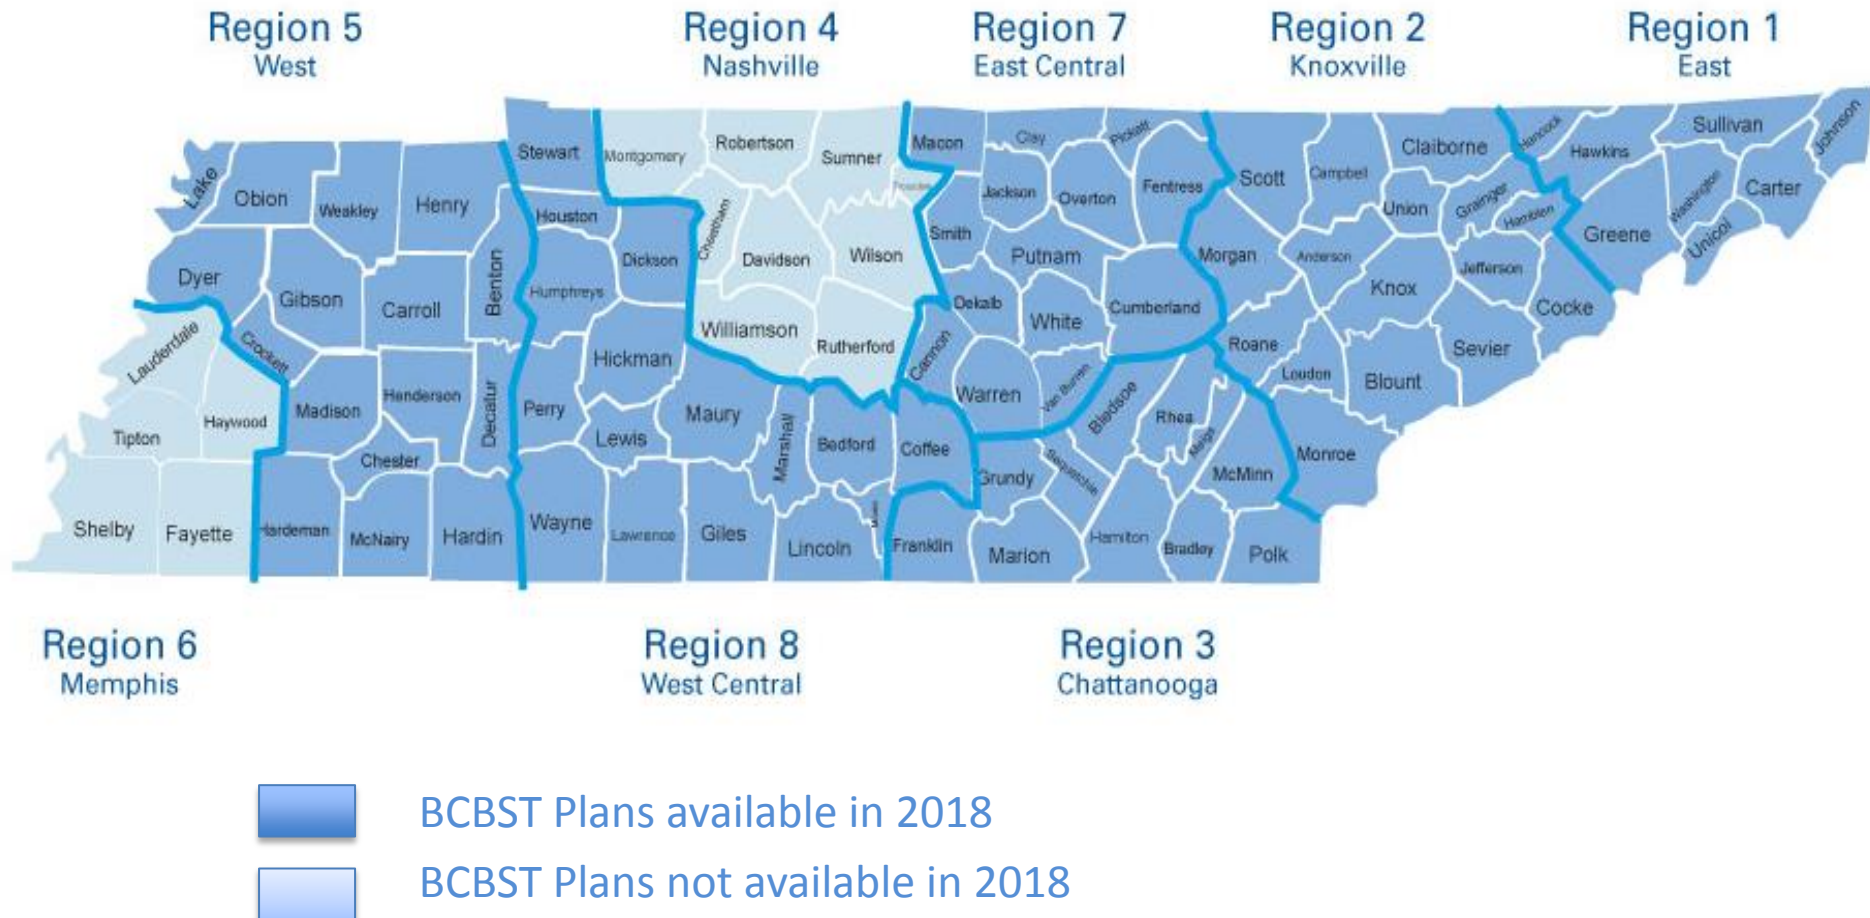 Region 5
West
Region 4
Nashville
Region 7
East Central
Region 2
Knoxville
Region 1
East
Lake
Obion
Weakley
Henry
Stewart
Montgomery
Robertson
Sumner
Macon
Clay
Pickett
Jackson
Overton
Fentress
Scott
Campbell
Claiborne
Hancock
Hawkins
Sullivan
Johnson
Carter
Washington
Unicoi
Greene
Union
Grainger
Hamblen
Houston
Dickson
Cheatham
Davidson
Wilson
Smith
Putnam
Morgan
Anderson
Knox
Jefferson
Cocke
Dyer
Gibson
Carroll
Benton
Humphreys
Williamson
Rutherford
Cannon
Dekalb
White
Cumberland
Roane
Loudon
Blount
Sevier
Lauderdale
Crockett
Haywood
Tipton
Madison
Henderson
Decatur
Perry
Hickman
Lewis
Maury
Marshall
Bedford
Coffee
Warren
Van Buren
Bledsoe
Rhea
Meigs
McMinn
Monroe
Chester
Grundy
Sequatchie
Shelby
Fayette
Hardeman
McNairy
Hardin
Wayne
Lawrence
Giles
Lincoln
Franklin
Marion
Hamilton
Bradley
Polk
Region 6
Memphis
Region 8
West Central
Region 3
Chattanooga
BCBST Plans available in 2018
BCBST Plans not available in 2018